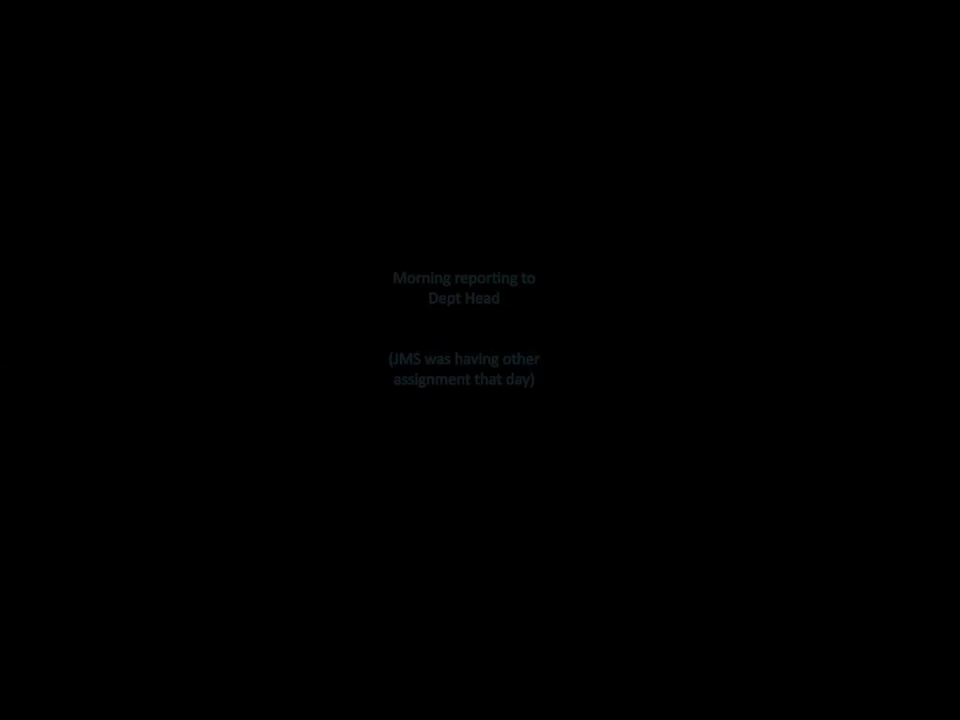 Morning reporting to
Dept Head
(JMS was having other
assignment that day)